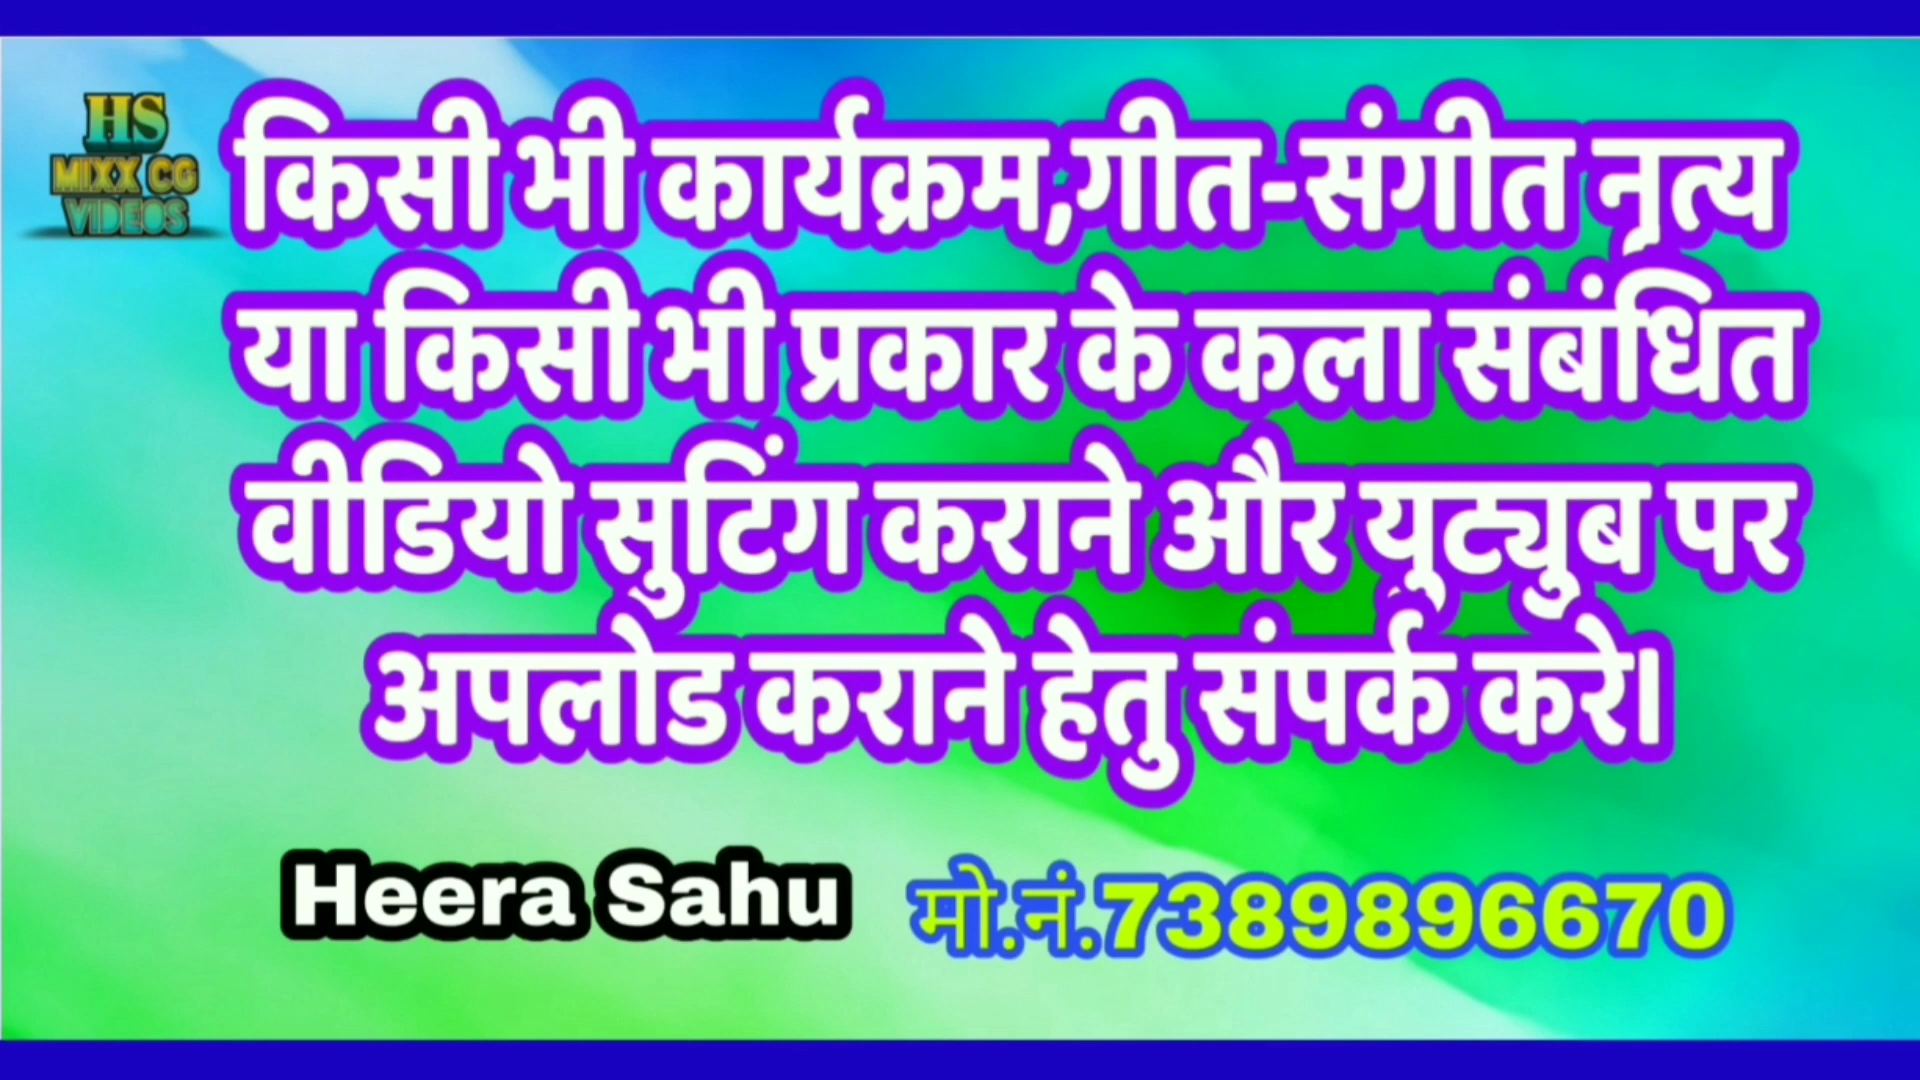 HS
MIXX CG
VIDEOS
किसी भी कार्यक्रम,गीत-संगीत नृत्य
या किसी भी प्रकार के कला संबंधित
वीडियो सुटिंग कराने और युट्युब पर
अपलोड कराने हेतु संपर्क करे।
Heera Sahu मो.नं.7389896670